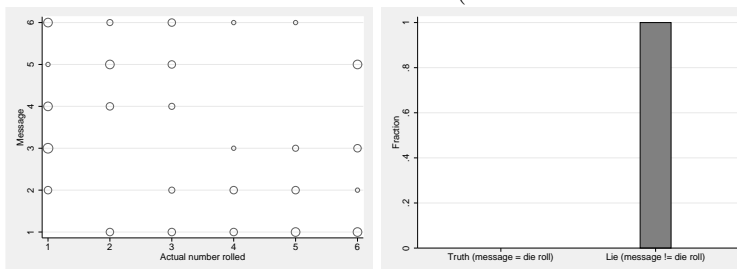 (
6
5
4
3
2
1
Message
1 2 3 4 5 6
Actual number rolled
1
.8
.6
.4
.2
0
Fraction
Truth (message = die roll) Lie (message != die roll)